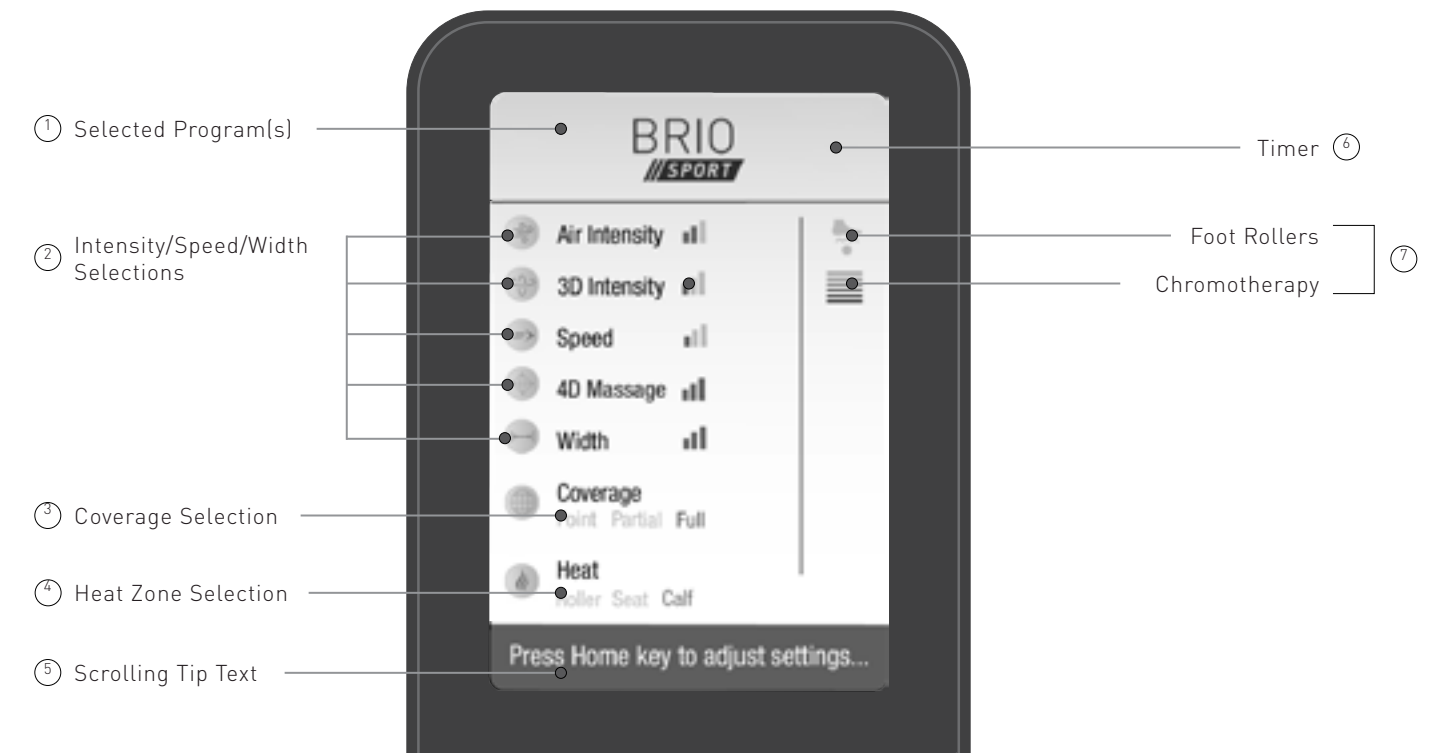 1 Selected Program(s)
2 Intensity/Speed/Width
Selections
3 Coverage Selection
4 Heat Zone Selection
5 Scrolling Tip Text
BRIO
SPORT
Air Intensity
3D Intensity
Speed
4D Massage
Width
Coverage
Point Partial Full
Heat
Roller Seat Calf
Press Home key to adjust settings...
Timer 6
Foot Rollers
7
Chromotherapy